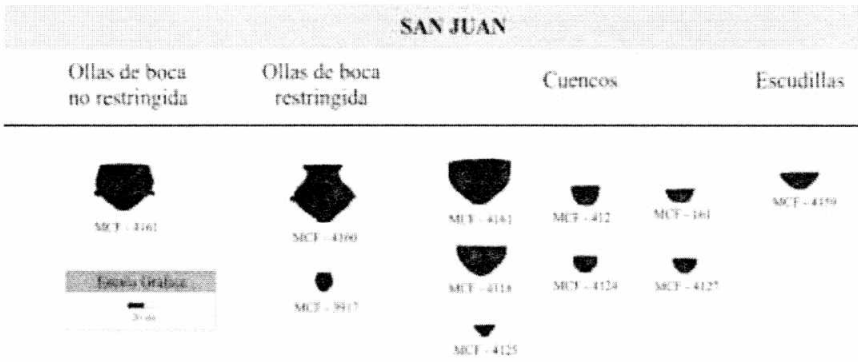 SAN JUAN
Ollas de boca
no restringida
Ollas de boca
restringida
Cuencos
Escudillas
MCF - 4161
MCF - 4160
MCF - 4161
MCF - 412
MCF - 161
MCF - 4159
Escala Gráfica
MCF - 3917
MCF - 4118
MCF - 4124
MCF - 4127
MCF - 4125